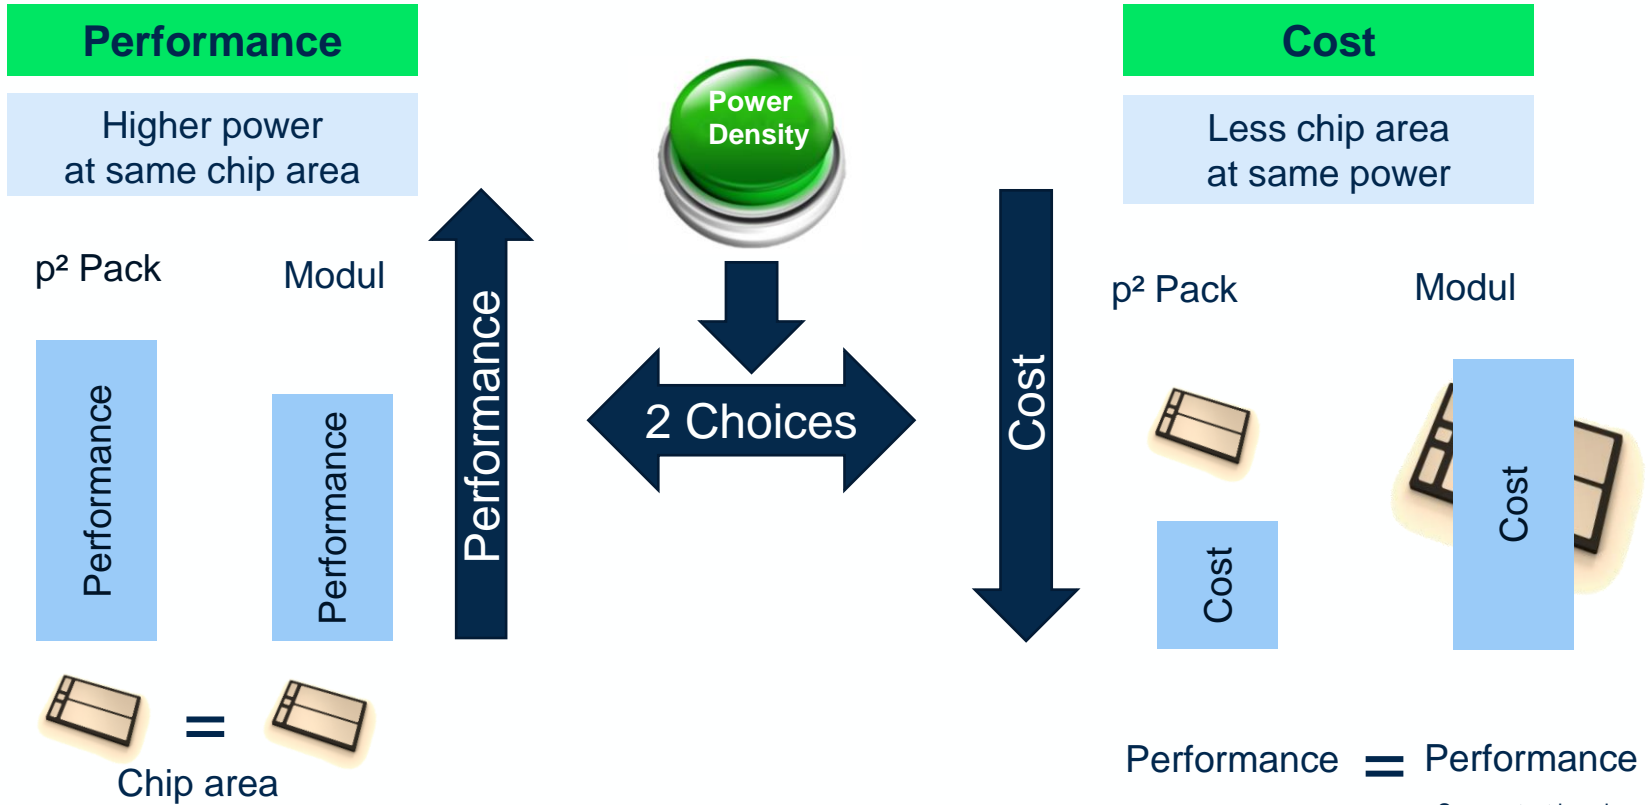 Performance
Higher power
at same chip area
p² Pack
Modul
Performance
Performance
Chip area
=
Performance
Power
Density
2 Choices
Cost
Cost
Less chip area
at same power
p² Pack
Modul
Cost
Cost
Performance = Performance